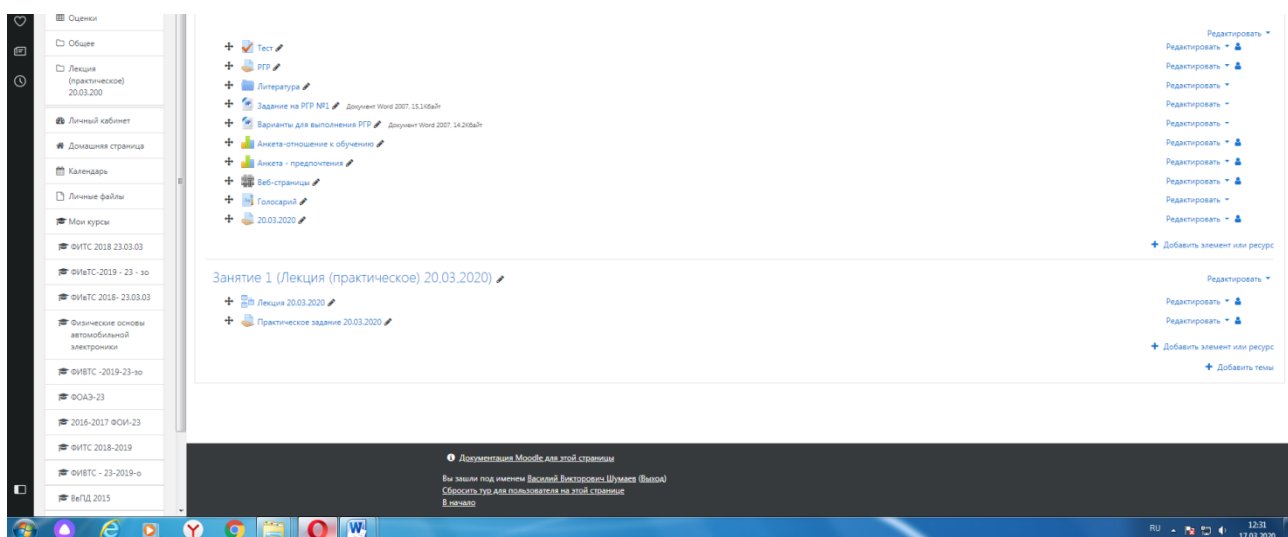 Оценки
Общее
Лекция
(практическое)
20.03.200
Личный кабинет
Домашняя страница
Календарь
Личные файлы
Мои курсы
ФИТС 2018 23.03.03
ФИвТС-2019 - 23 - зо
ФИвТС 2018- 23.03.03
Физические основы
автомобильной
электроники
ФИВТС -2019-23-зо
ФОАЭ-23
2016-2017 ФОИ-23
ФИТС 2018-2019
ФИВТС - 23-2019-о
ВеПД 2015
Редактировать
Тест Редактировать
РГР Редактировать
Литература Редактировать
Задание на РГР №1 Документ Word 2007, 15.1Кбайт Редактировать
Варианты для выполнения РГР Документ Word 2007, 14.2Кбайт Редактировать
Анкета-отношение к обучению Редактировать
Анкета - предпочтения Редактировать
Веб-страницы Редактировать
Голосарий Редактировать
20.03.2020 Редактировать
Добавить элемент или ресурс
Занятие 1 (Лекция (практическое) 20.03.2020) Редактировать
Лекция 20.03.2020 Редактировать
Практическое задание 20.03.2020 Редактировать
Добавить элемент или ресурс
Добавить темы
Документация Moodle для этой страницы
Вы зашли под именем Василий Викторович Шумаев (Выход)
Сбросить тур для пользователя на этой странице
В начало
RU 12:31
17.03.2020